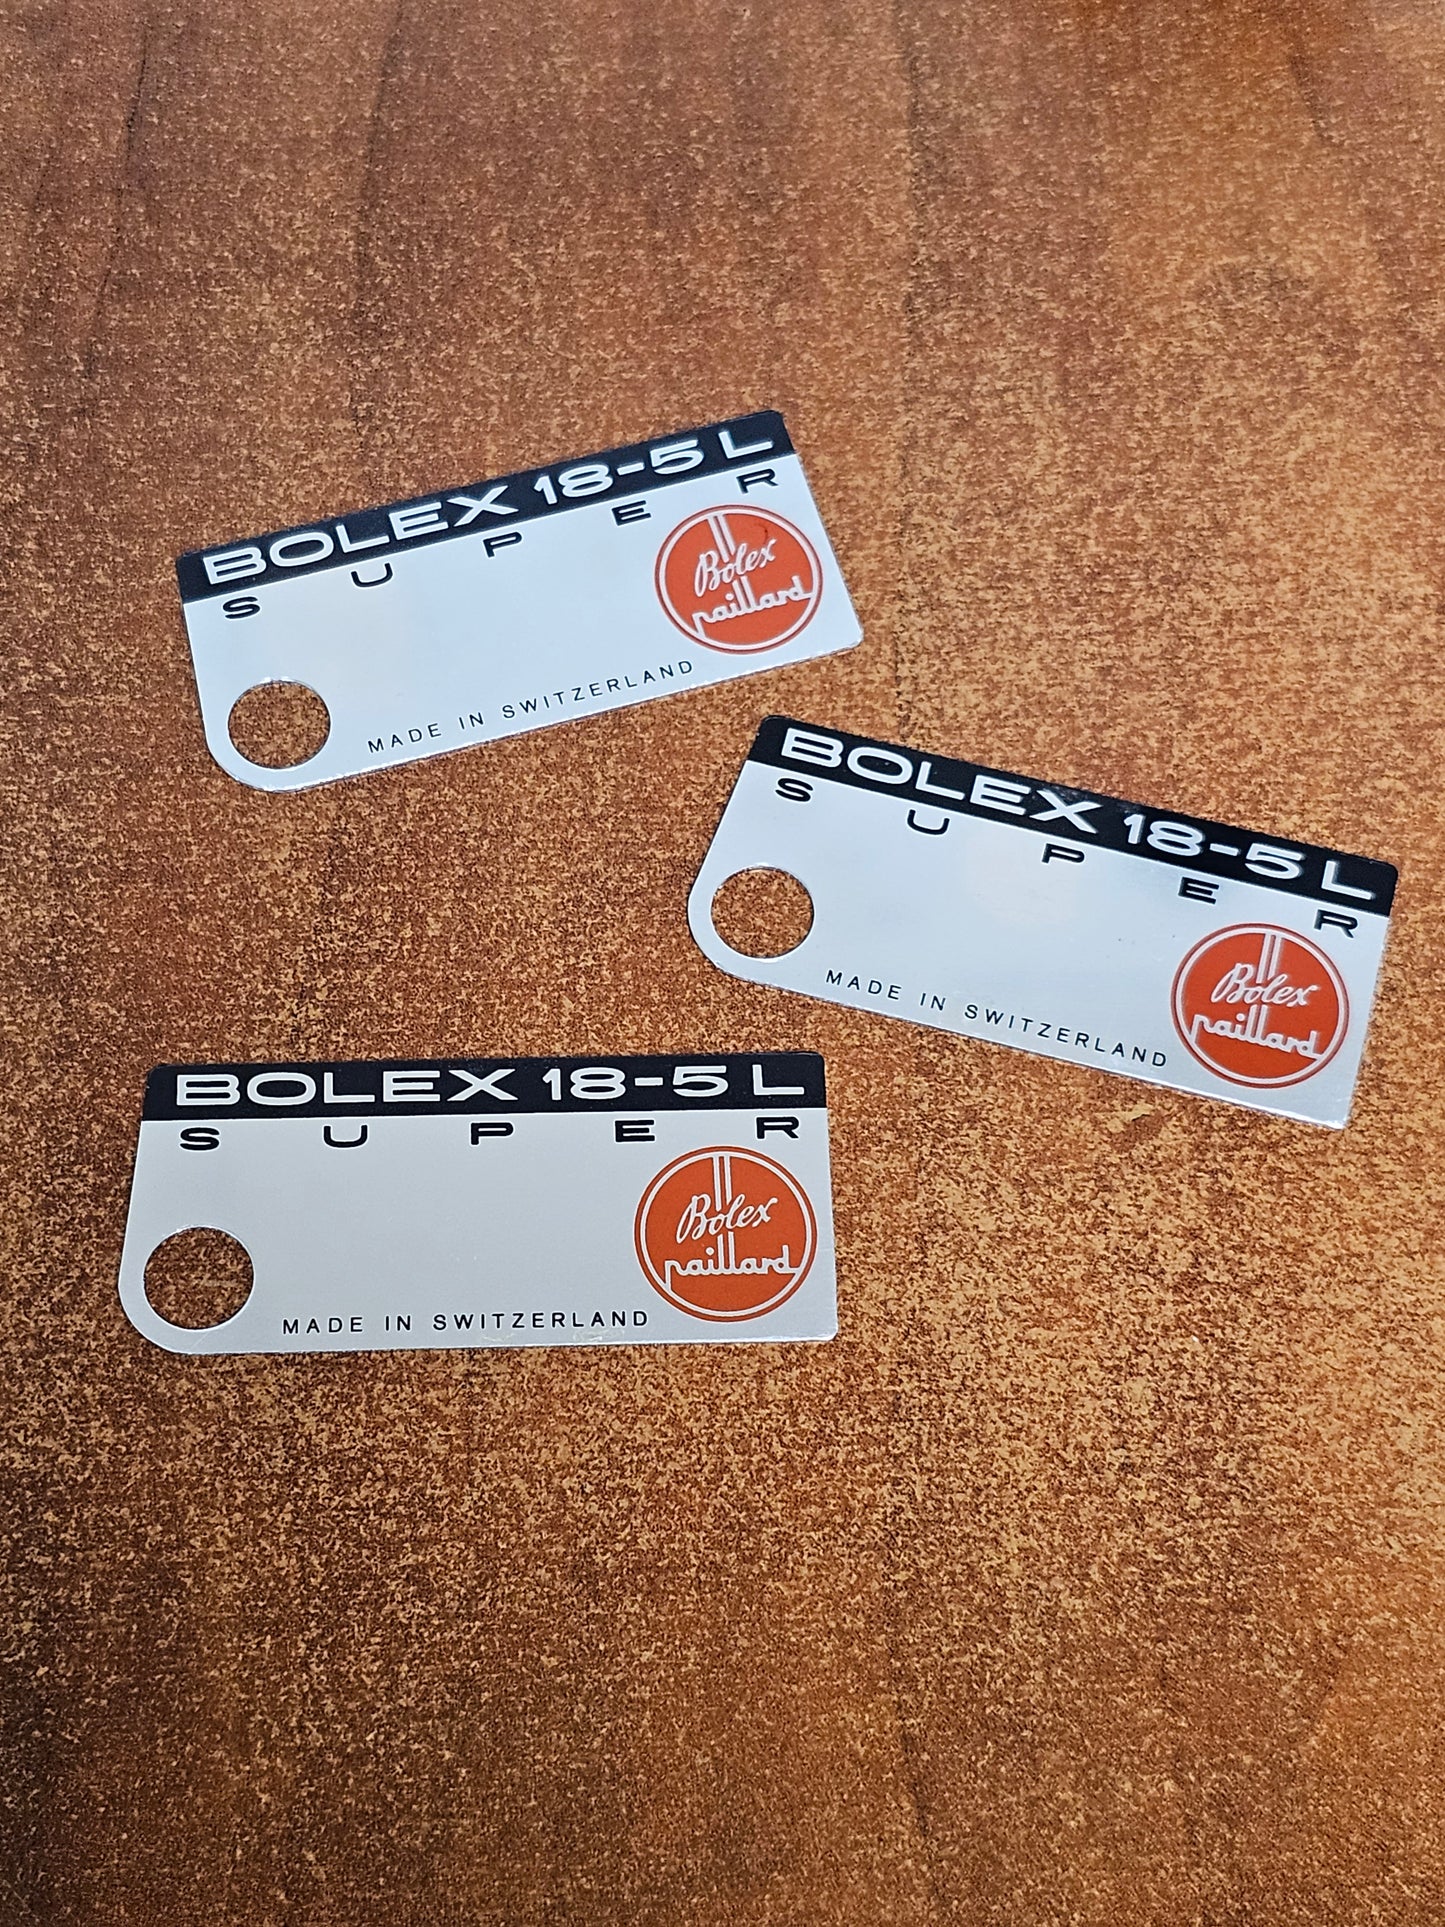 BOLEX 18-5 L
SUPER
Bolex
Paillard
MADE IN SWITZERLAND
BOLEX 18-5 L
SUPER
Bolex
Paillard
MADE IN SWITZERLAND
BOLEX 18-5 L
SUPER
Bolex
Paillard
MADE IN SWITZERLAND